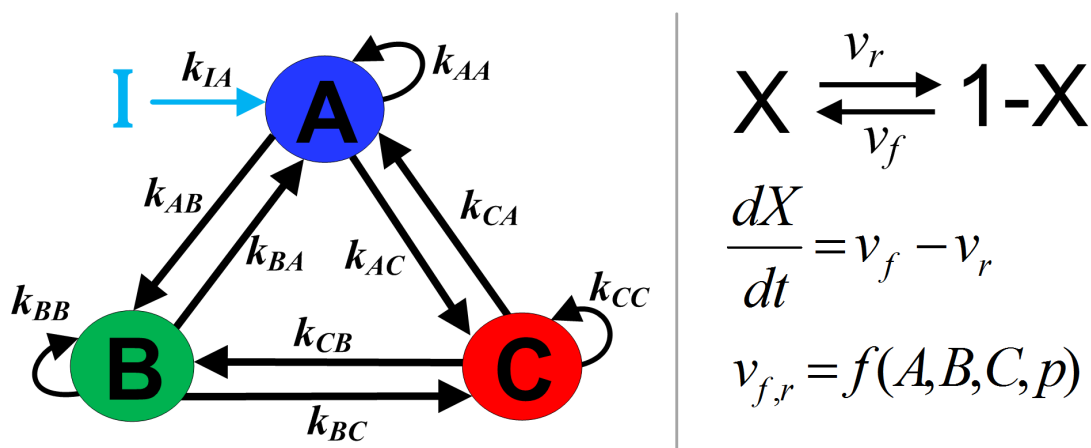 I
k_IA
A
k_AA
k_AB
k_BA
k_AC
k_CA
k_BB
B
k_CB
k_BC
C
k_CC
X ⇌ 1-X
v_r
v_f
dX/dt = v_f − v_r
v_f,r = f(A,B,C,p)